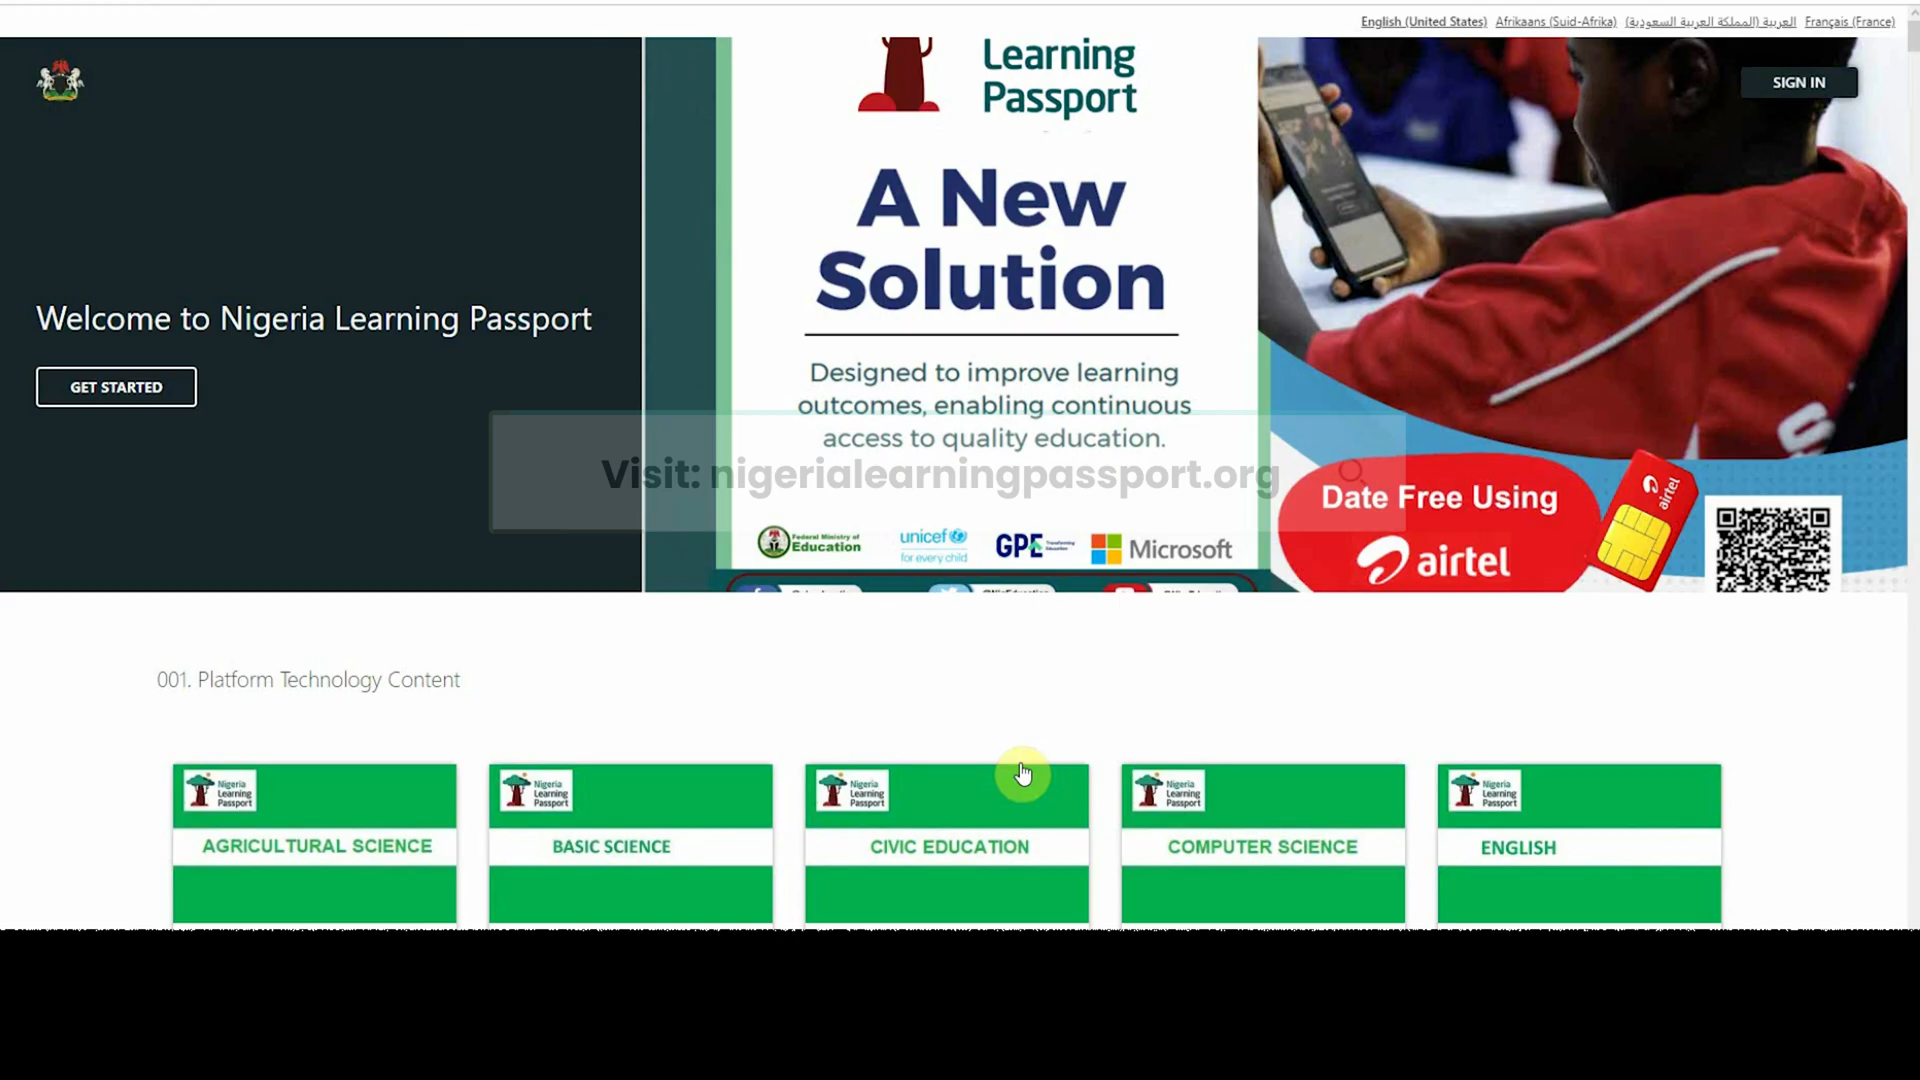 English (United States) Afrikaans (Suid-Afrika) العربية (المملكة العربية السعودية) Français (France)
SIGN IN
Learning
Passport
A New
Solution
Designed to improve learning
outcomes, enabling continuous
access to quality education.
Welcome to Nigeria Learning Passport
GET STARTED
Visit: nigerialearningpassport.org
Federal Ministry of
Education
unicef
for every child
GPE Transforming
Education
Microsoft
Date Free Using
airtel
airtel
001. Platform Technology Content
Nigeria
Learning
Passport
AGRICULTURAL SCIENCE
Nigeria
Learning
Passport
BASIC SCIENCE
Nigeria
Learning
Passport
CIVIC EDUCATION
Nigeria
Learning
Passport
COMPUTER SCIENCE
Nigeria
Learning
Passport
ENGLISH